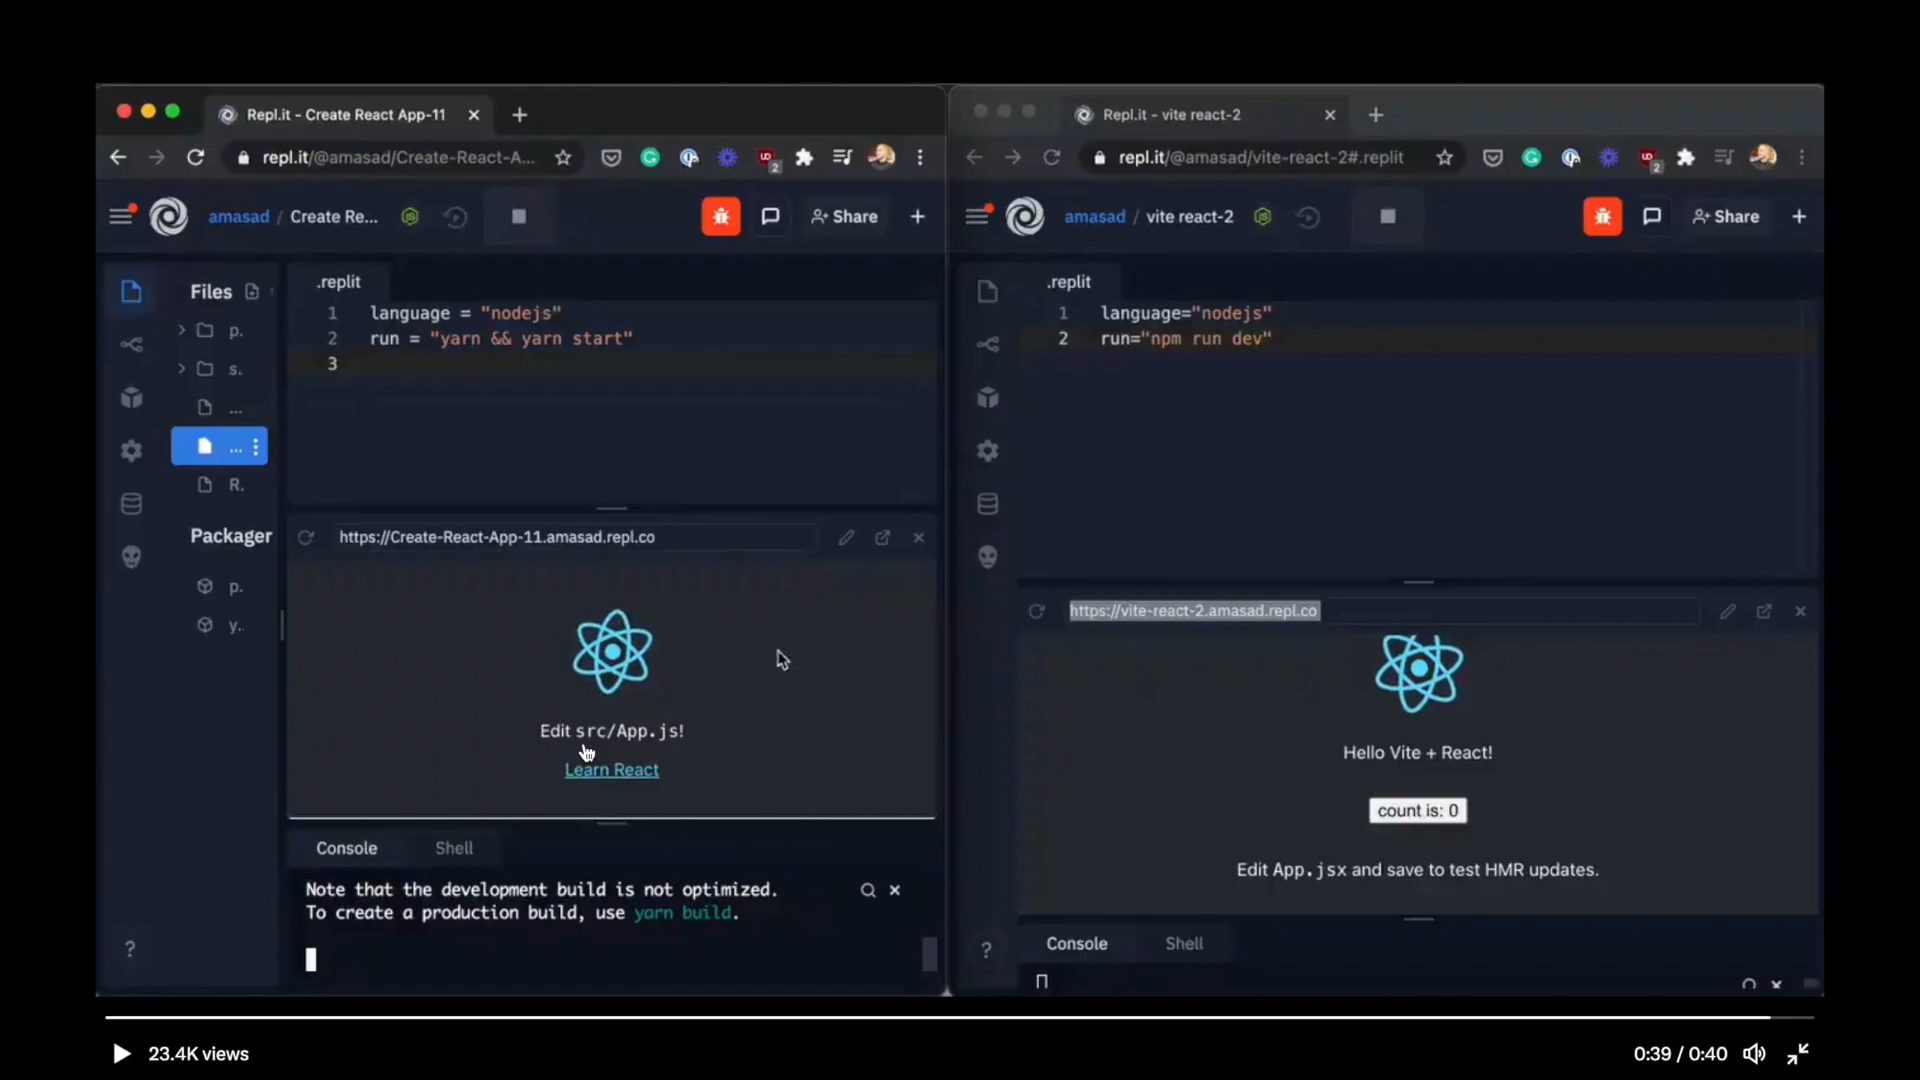 Repl.it - Create React App-11
repl.it/@amasad/Create-React-A...
amasad / Create Re...
Share
Files
p.
s.
...
...
R.
Packager
p.
y.
.replit
1 language = "nodejs"
2 run = "yarn && yarn start"
3
https://Create-React-App-11.amasad.repl.co
Edit src/App.js!
Learn React
Console Shell
Note that the development build is not optimized.
To create a production build, use yarn build.
?
Repl.it - vite react-2
repl.it/@amasad/vite-react-2#.replit
amasad / vite react-2
Share
.replit
1 language="nodejs"
2 run="npm run dev"
https://vite-react-2.amasad.repl.co
Hello Vite + React!
count is: 0
Edit App.jsx and save to test HMR updates.
Console Shell
?
23.4K views
0:39 / 0:40